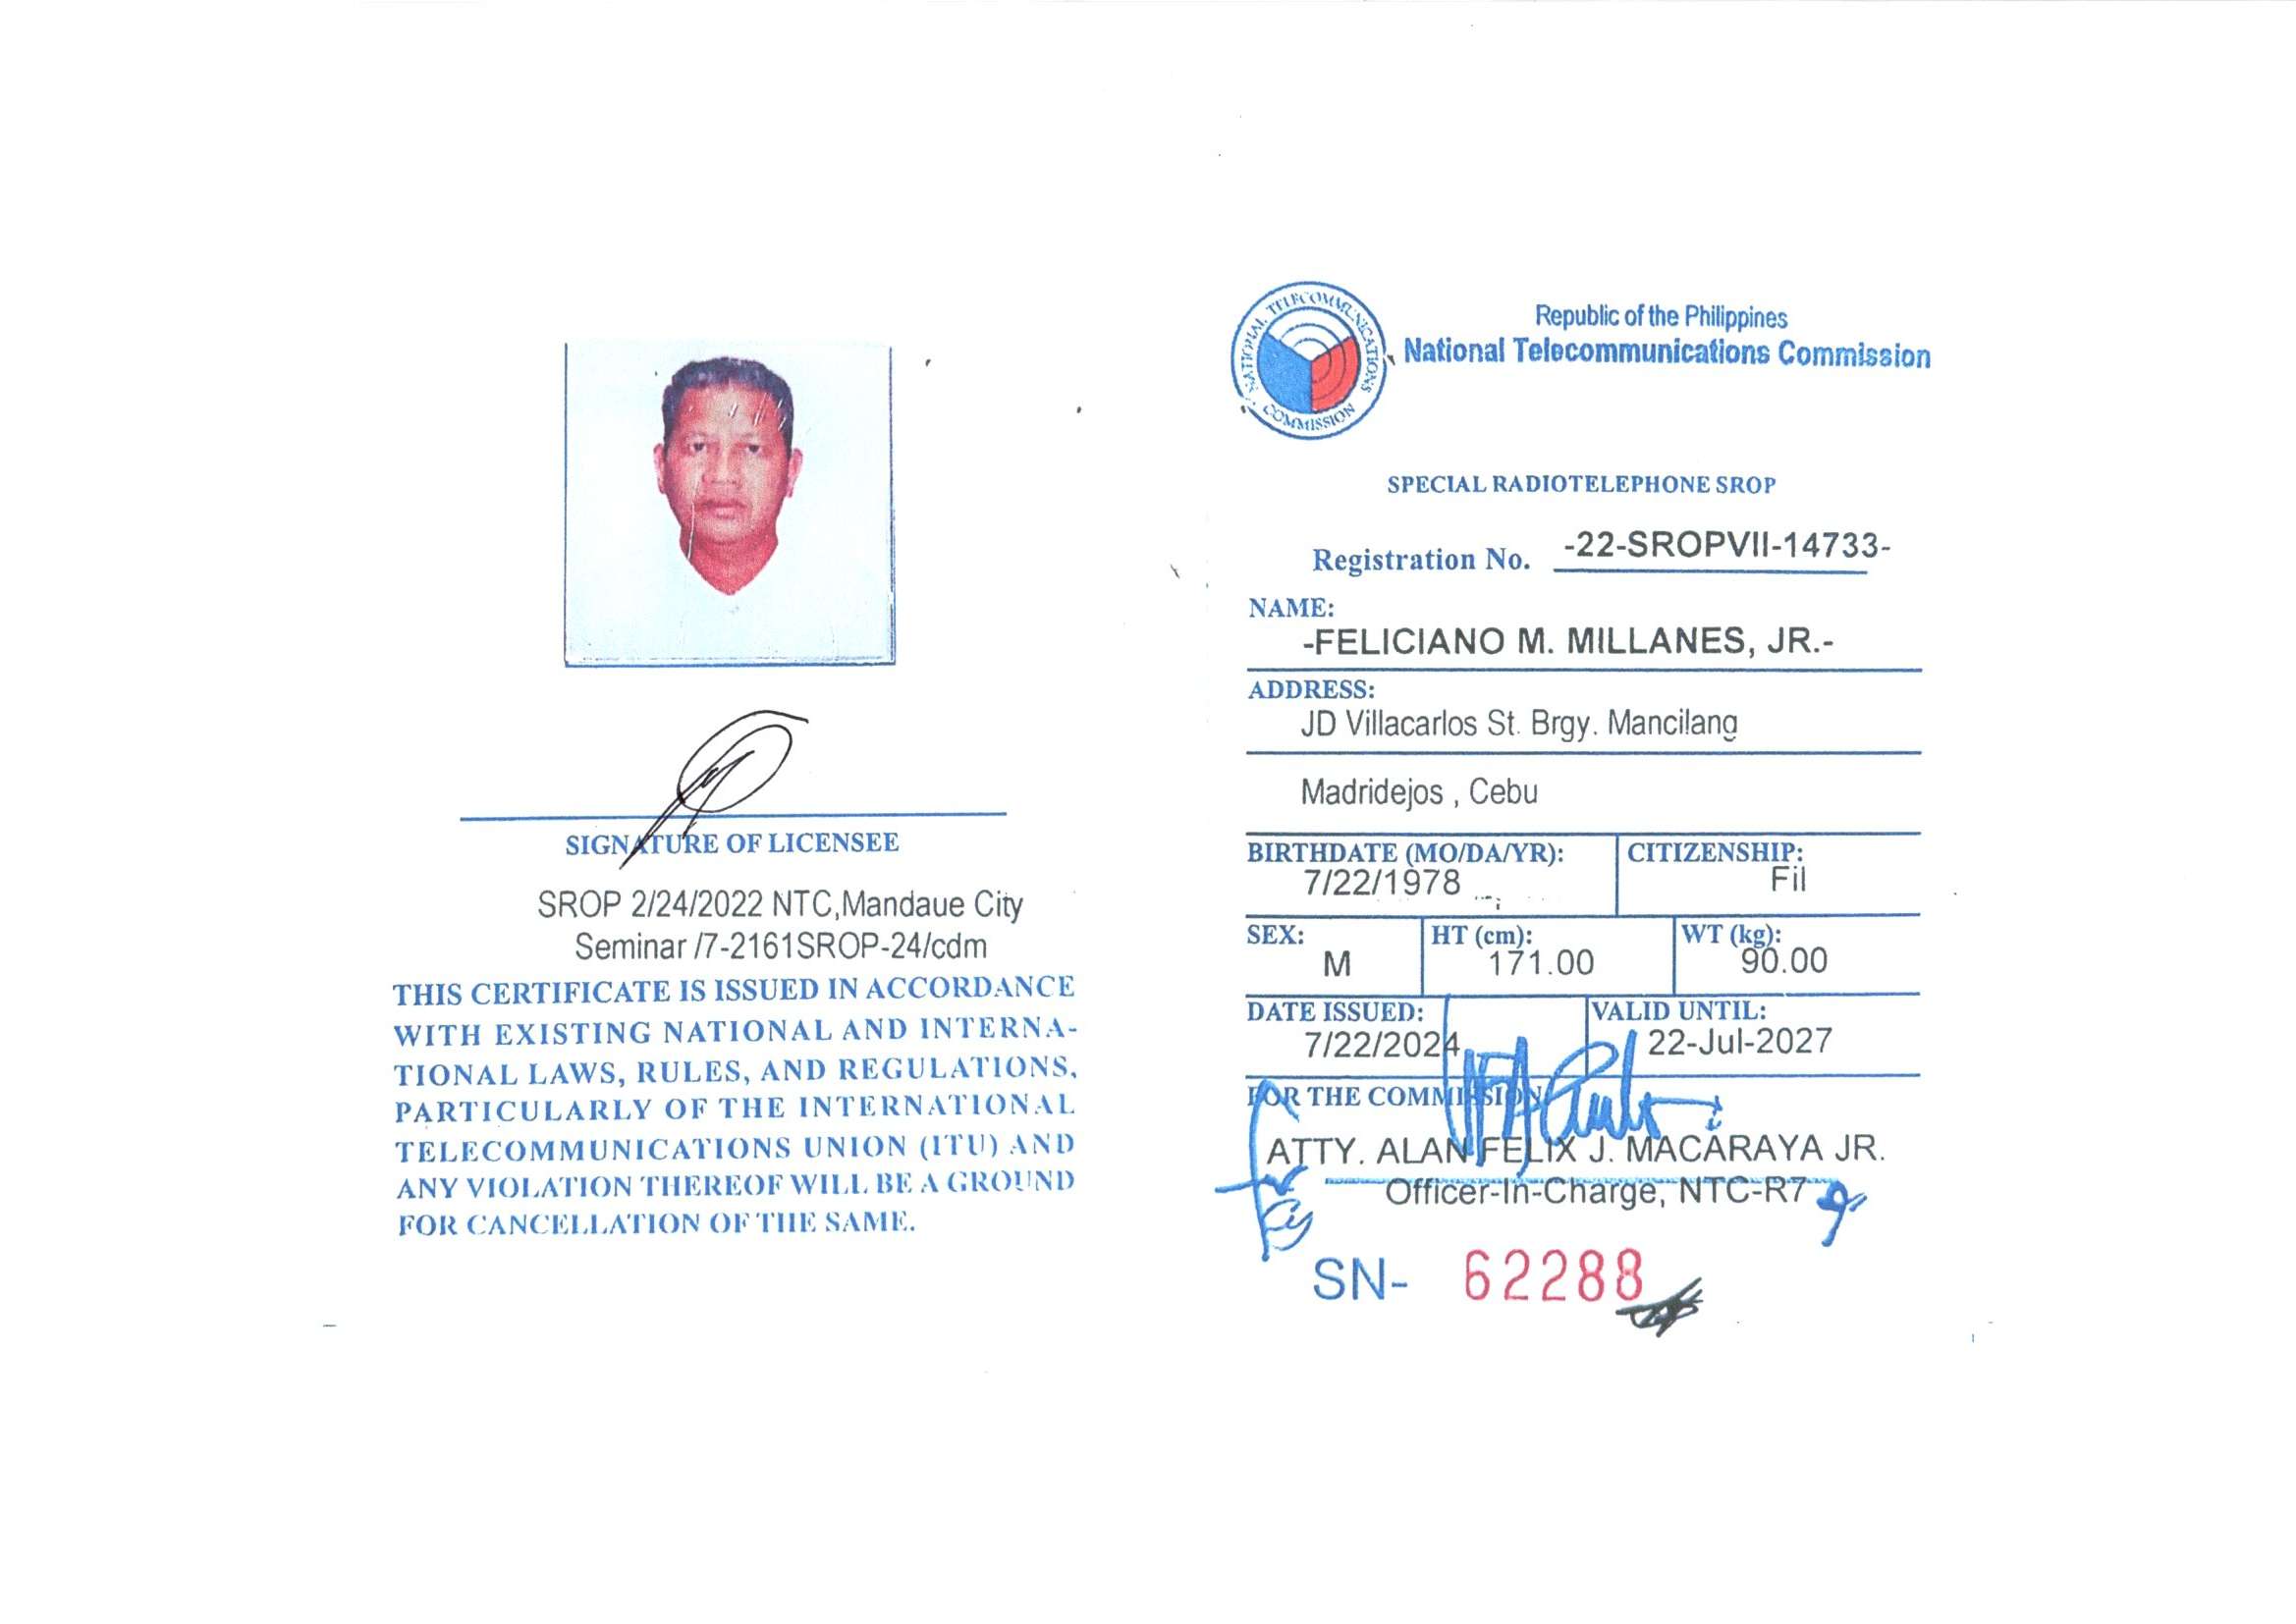 SIGNATURE OF LICENSEE
SROP 2/24/2022 NTC,Mandaue City
Seminar /7-2161SROP-24/cdm
THIS CERTIFICATE IS ISSUED IN ACCORDANCE
WITH EXISTING NATIONAL AND INTERNA-
TIONAL LAWS, RULES, AND REGULATIONS,
PARTICULARLY OF THE INTERNATIONAL
TELECOMMUNICATIONS UNION (ITU) AND
ANY VIOLATION THEREOF WILL BE A GROUND
FOR CANCELLATION OF THE SAME.
NATIONAL TELECOMMUNICATIONS COMMISSION
Republic of the Philippines
National Telecommunications Commission
SPECIAL RADIOTELEPHONE SROP
Registration No. -22-SROPVII-14733-
NAME:
-FELICIANO M. MILLANES, JR.-
ADDRESS:
JD Villacarlos St. Brgy. Mancilang
Madridejos , Cebu
BIRTHDATE (MO/DA/YR): CITIZENSHIP:
7/22/1978 Fil
SEX: HT (cm): WT (kg):
M 171.00 90.00
DATE ISSUED: VALID UNTIL:
7/22/2024 22-Jul-2027
FOR THE COMMISSION
ATTY. ALAN FELIX J. MACARAYA JR.
Officer-In-Charge, NTC-R7
SN- 62288